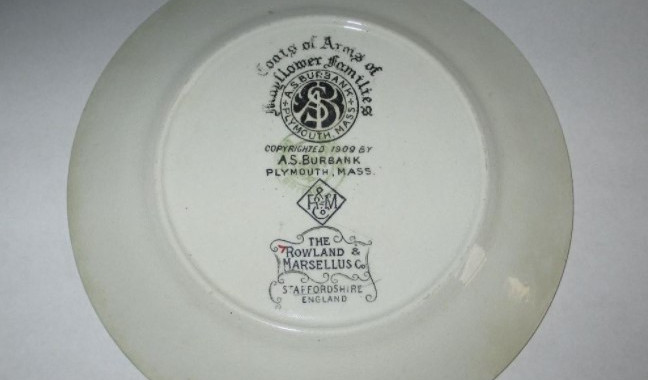 Coats of Arms of
Mayflower Families
A.S. BURBANK
ASB
PLYMOUTH, MASS.
COPYRIGHTED 1909 BY
A.S. BURBANK
PLYMOUTH, MASS.
R & M
Co
THE
ROWLAND &
MARSELLUS Co
STAFFORDSHIRE
ENGLAND